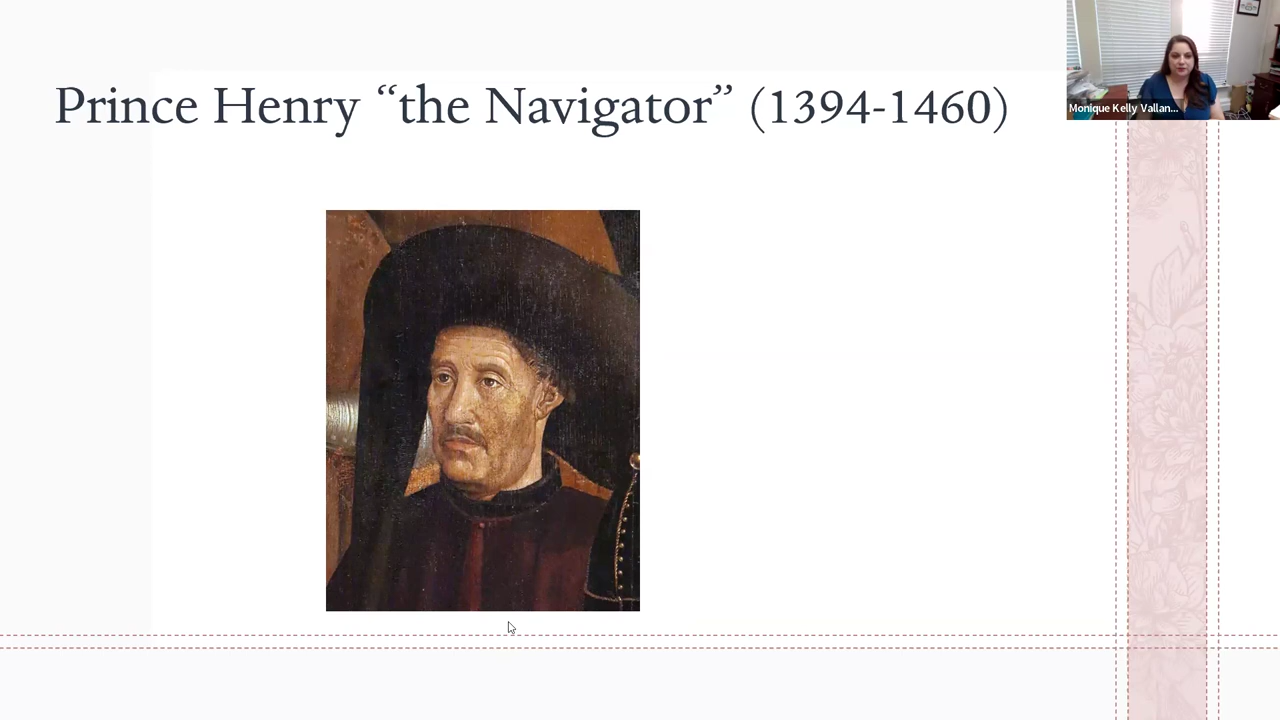 Prince Henry “the Navigator” (1394-1460)
Monique Kelly Vallan...